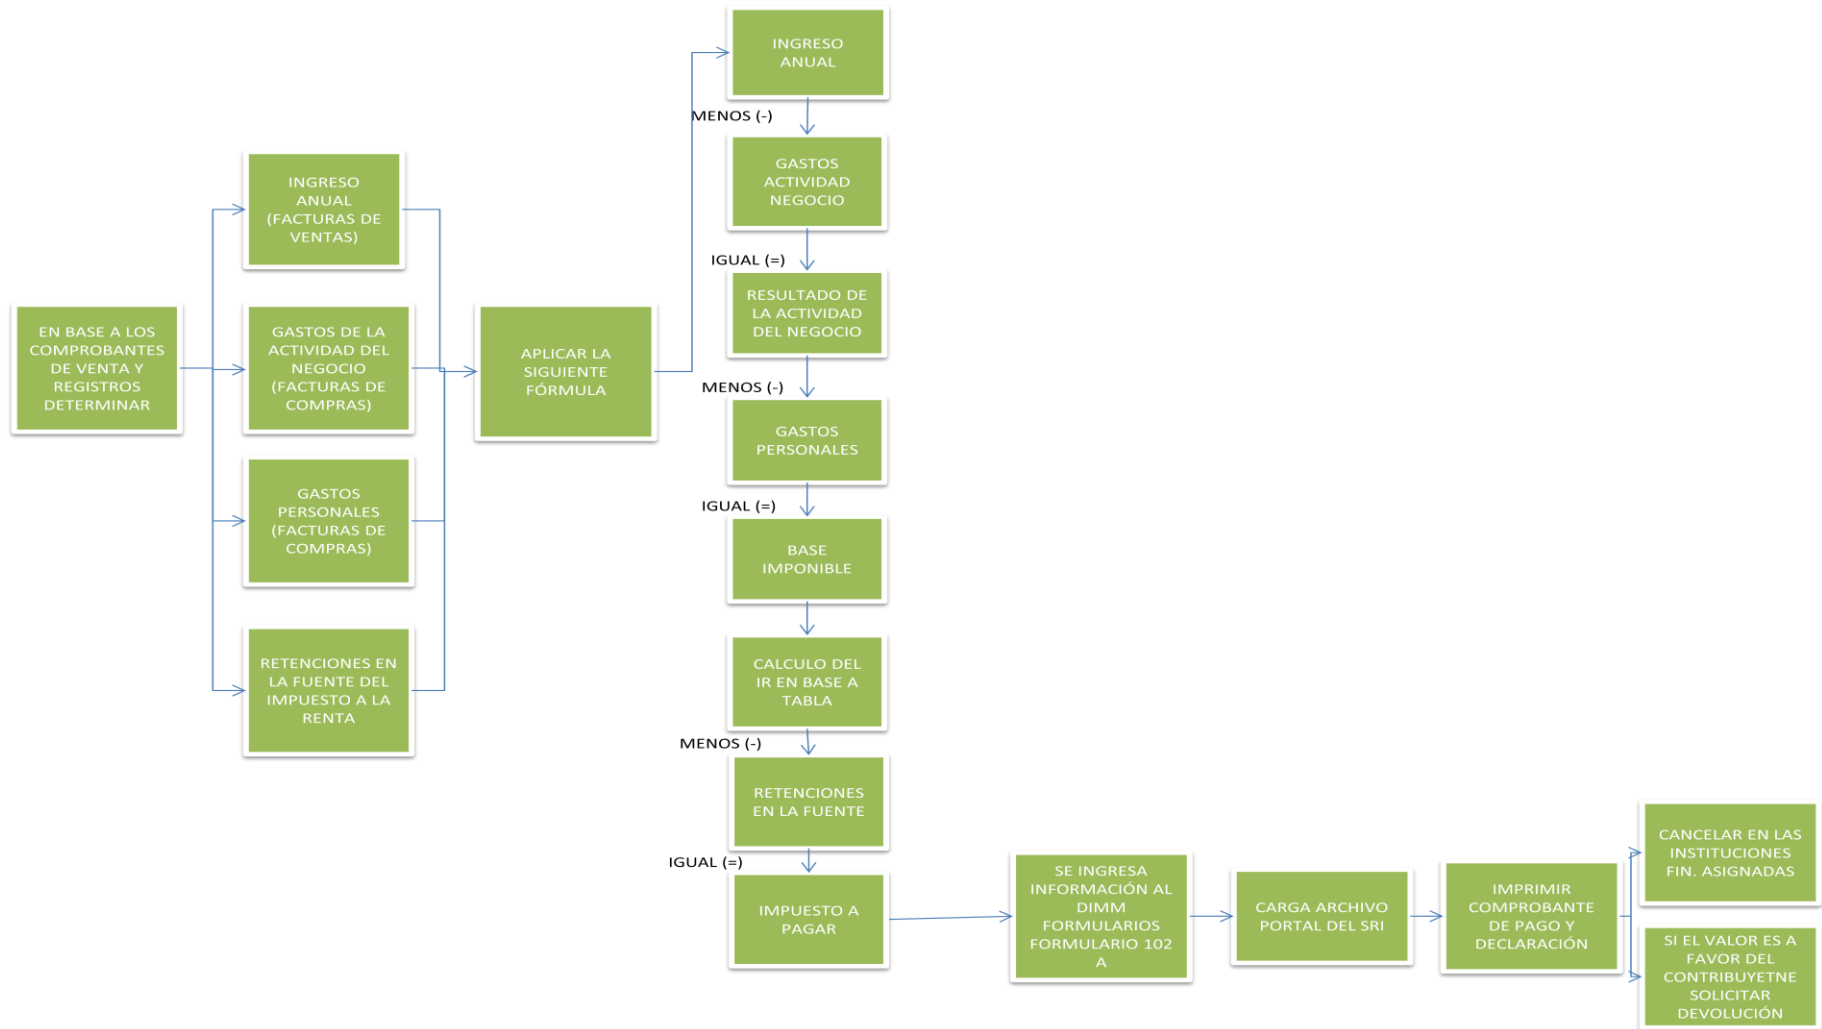 EN BASE A LOS
COMPROBANTES
DE VENTA Y
REGISTROS
DETERMINAR
INGRESO
ANUAL
(FACTURAS DE
VENTAS)
GASTOS DE LA
ACTIVIDAD DEL
NEGOCIO
(FACTURAS DE
COMPRAS)
GASTOS
PERSONALES
(FACTURAS DE
COMPRAS)
RETENCIONES EN
LA FUENTE DEL
IMPUESTO A LA
RENTA
APLICAR LA
SIGUIENTE
FÓRMULA
INGRESO
ANUAL
MENOS (-)
GASTOS
ACTIVIDAD
NEGOCIO
IGUAL (=)
RESULTADO DE
LA ACTIVIDAD
DEL NEGOCIO
MENOS (-)
GASTOS
PERSONALES
IGUAL (=)
BASE
IMPONIBLE
CALCULO DEL
IR EN BASE A
TABLA
MENOS (-)
RETENCIONES
EN LA FUENTE
IGUAL (=)
IMPUESTO A
PAGAR
SE INGRESA
INFORMACIÓN AL
DIMM
FORMULARIOS
FORMULARIO 102
A
CARGA ARCHIVO
PORTAL DEL SRI
IMPRIMIR
COMPROBANTE
DE PAGO Y
DECLARACIÓN
CANCELAR EN LAS
INSTITUCIONES
FIN. ASIGNADAS
SI EL VALOR ES A
FAVOR DEL
CONTRIBUYETNE
SOLICITAR
DEVOLUCIÓN